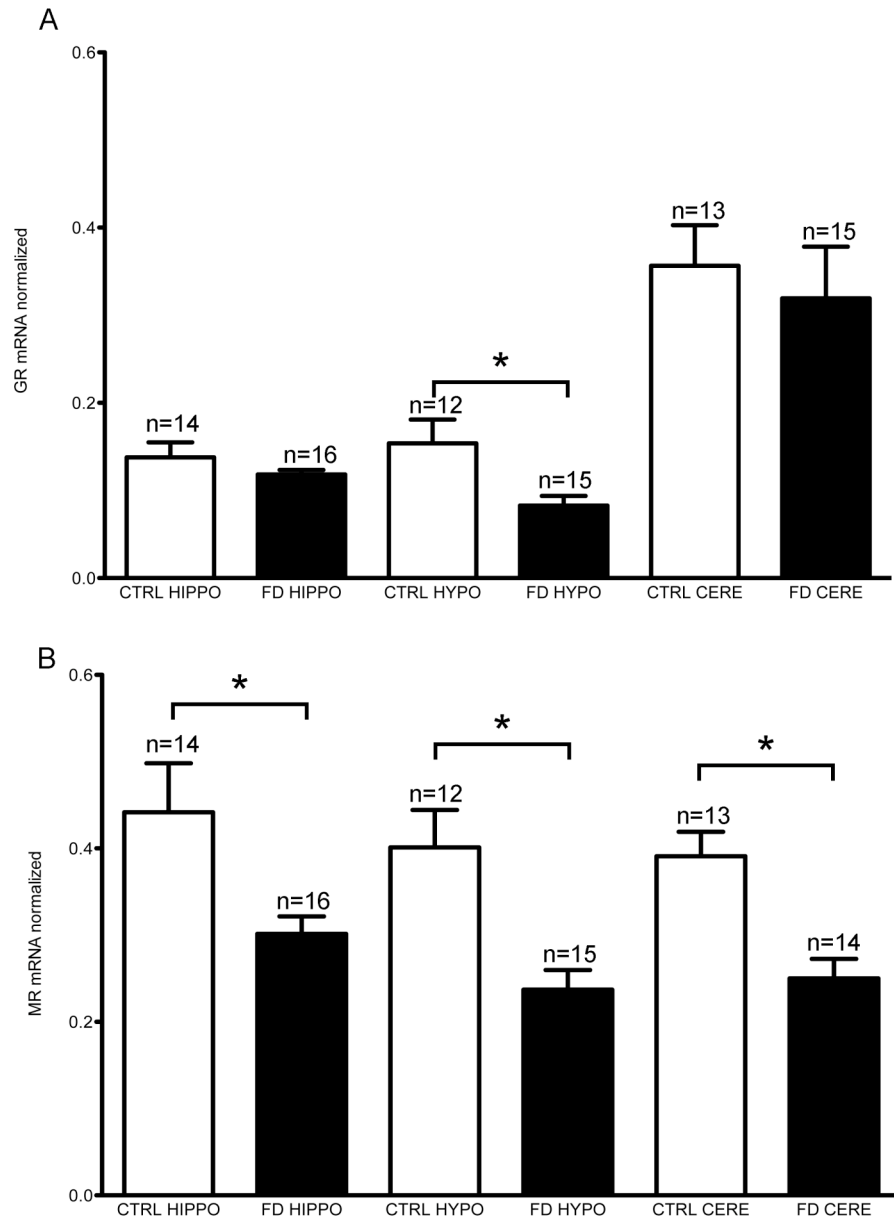 A
0.6
0.4
0.2
0.0
GR mRNA normalized
n=14
n=16
*
n=12
n=15
n=13
n=15
CTRL HIPPO FD HIPPO CTRL HYPO FD HYPO CTRL CERE FD CERE
B
0.6
0.4
0.2
0.0
MR mRNA normalized
*
n=14
n=16
*
n=12
n=15
*
n=13
n=14
CTRL HIPPO FD HIPPO CTRL HYPO FD HYPO CTRL CERE FD CERE